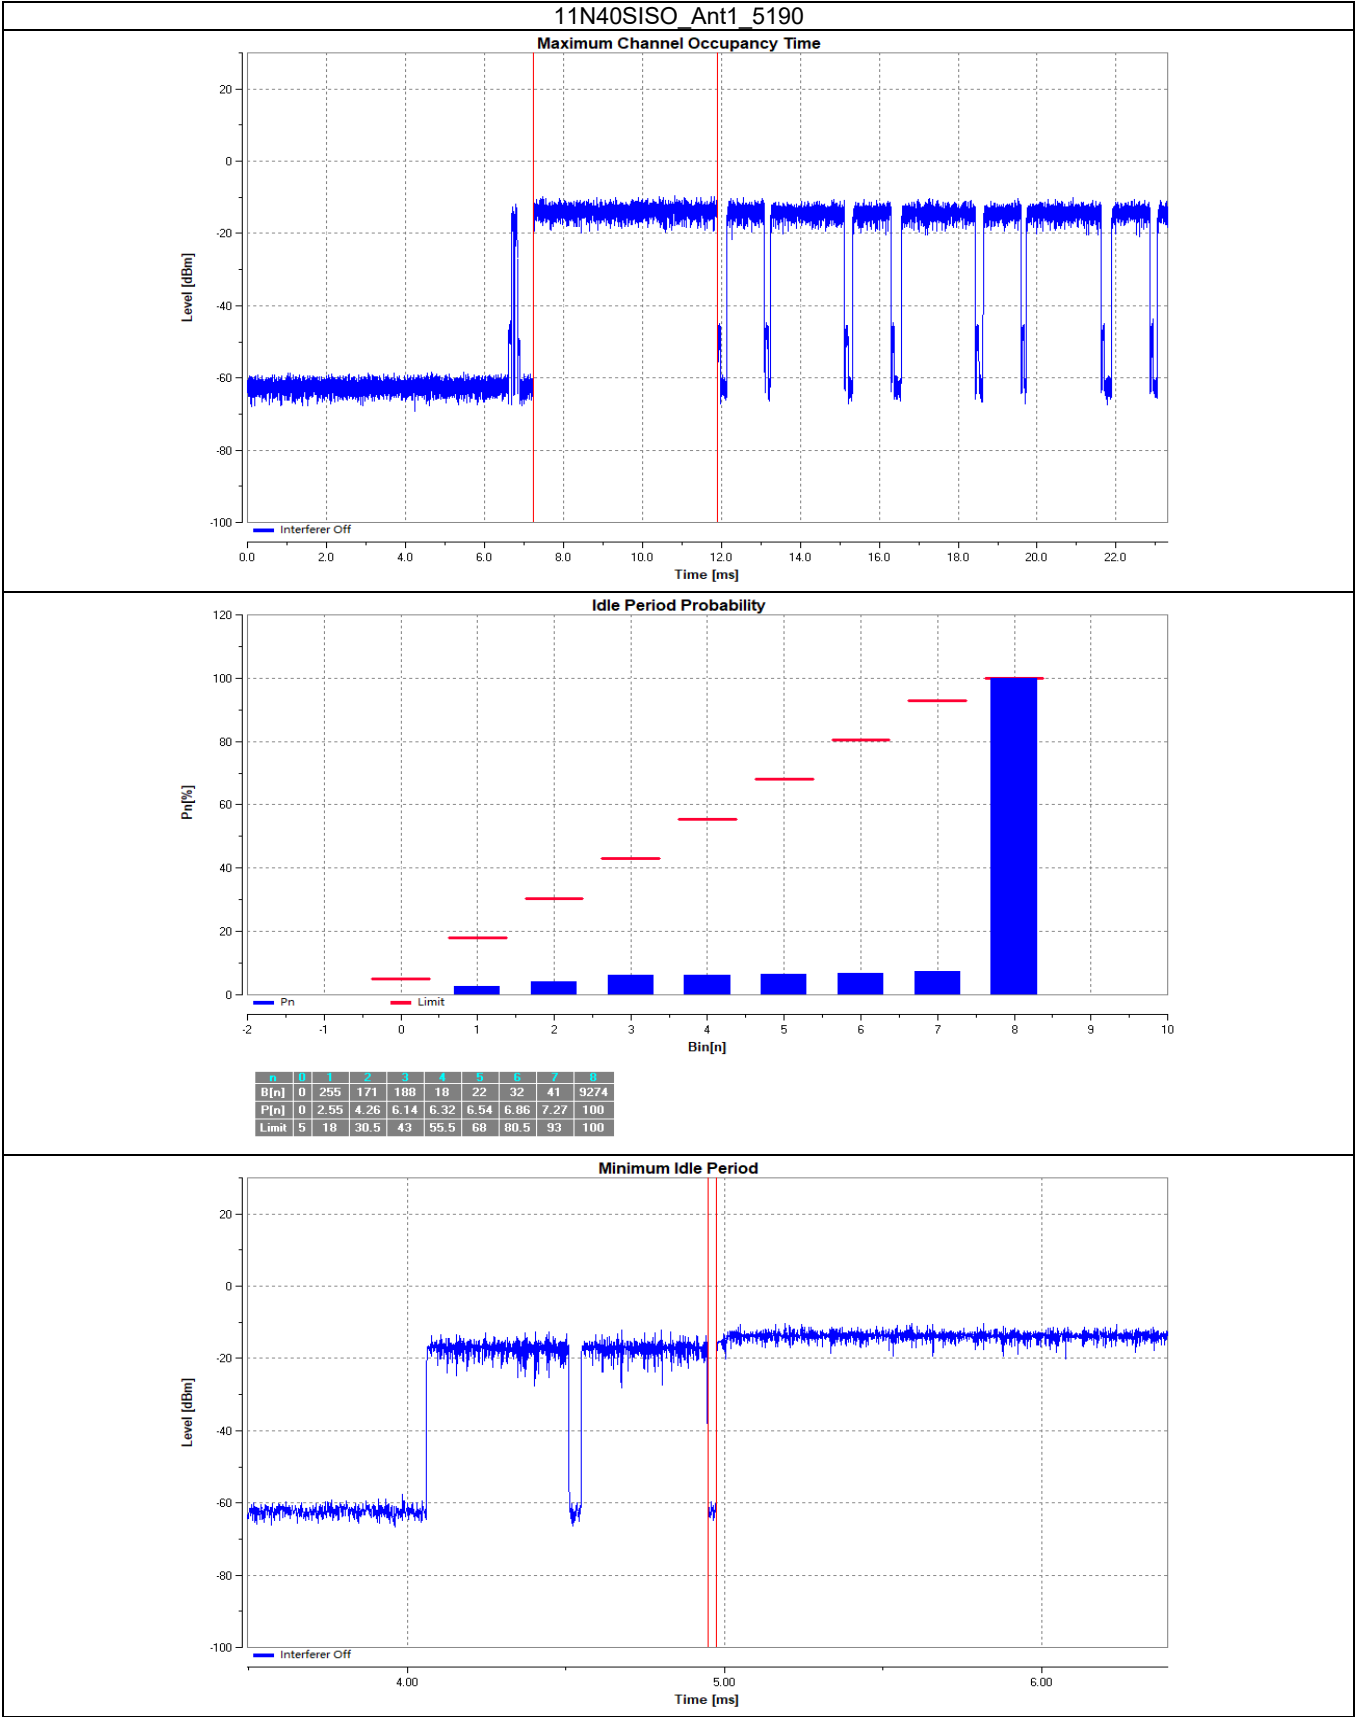 11N40SISO_Ant1_5190
Maximum Channel Occupancy Time
20
0
-20
-40
-60
-80
-100
Level [dBm]
Interferer Off
0.0 2.0 4.0 6.0 8.0 10.0 12.0 14.0 16.0 18.0 20.0 22.0
Time [ms]
Idle Period Probability
120
100
80
60
40
20
0
Pn[%]
Pn Limit
-2 -1 0 1 2 3 4 5 6 7 8 9 10
Bin[n]
n 0 1 2 3 4 5 6 7 8
B[n] 0 255 171 188 18 22 32 41 9274
P[n] 0 2.55 4.26 6.14 6.32 6.54 6.86 7.27 100
Limit 5 18 30.5 43 55.5 68 80.5 93 100
Minimum Idle Period
20
0
-20
-40
-60
-80
-100
Level [dBm]
Interferer Off
4.00 5.00 6.00
Time [ms]